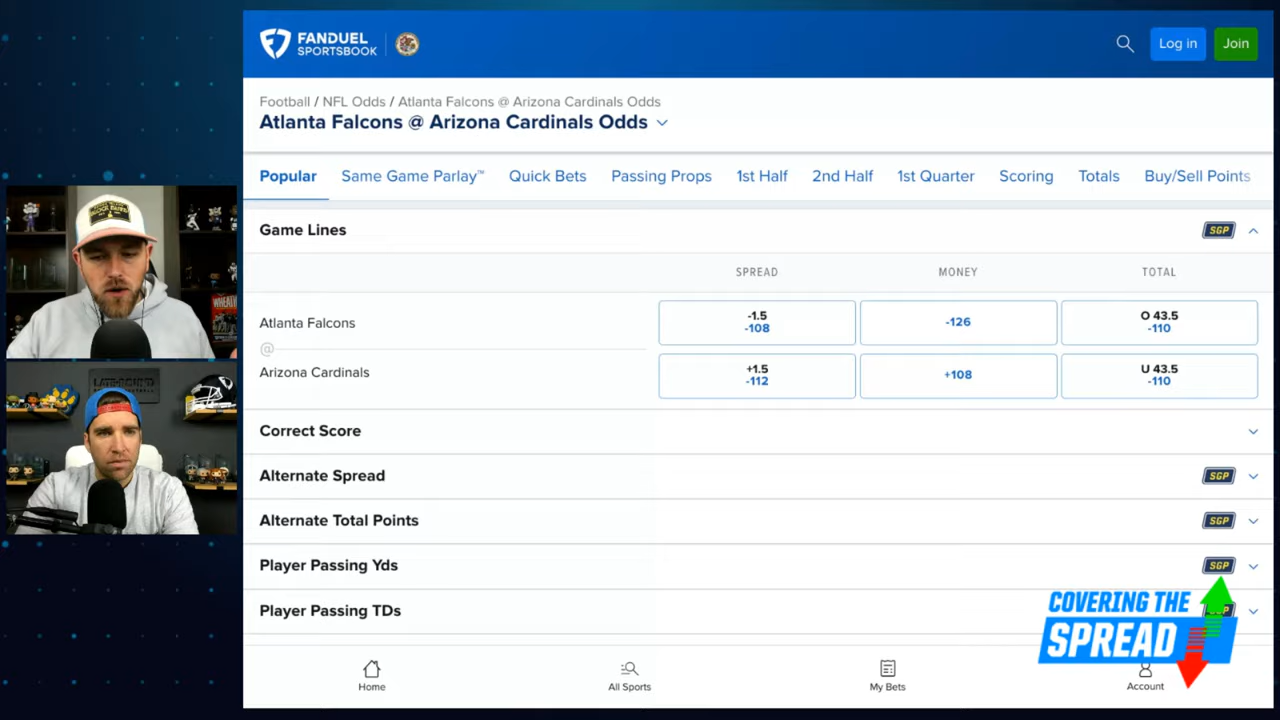 FANDUEL
SPORTSBOOK
Log in
Join
Football / NFL Odds / Atlanta Falcons @ Arizona Cardinals Odds
Atlanta Falcons @ Arizona Cardinals Odds
Popular
Same Game Parlay™
Quick Bets
Passing Props
1st Half
2nd Half
1st Quarter
Scoring
Totals
Buy/Sell Points
Game Lines
SGP
SPREAD
MONEY
TOTAL
Atlanta Falcons
-1.5
-108
-126
O 43.5
-110
@
Arizona Cardinals
+1.5
-112
+108
U 43.5
-110
Correct Score
Alternate Spread
SGP
Alternate Total Points
SGP
Player Passing Yds
SGP
Player Passing TDs
COVERING THE
SPREAD
Home
All Sports
My Bets
Account